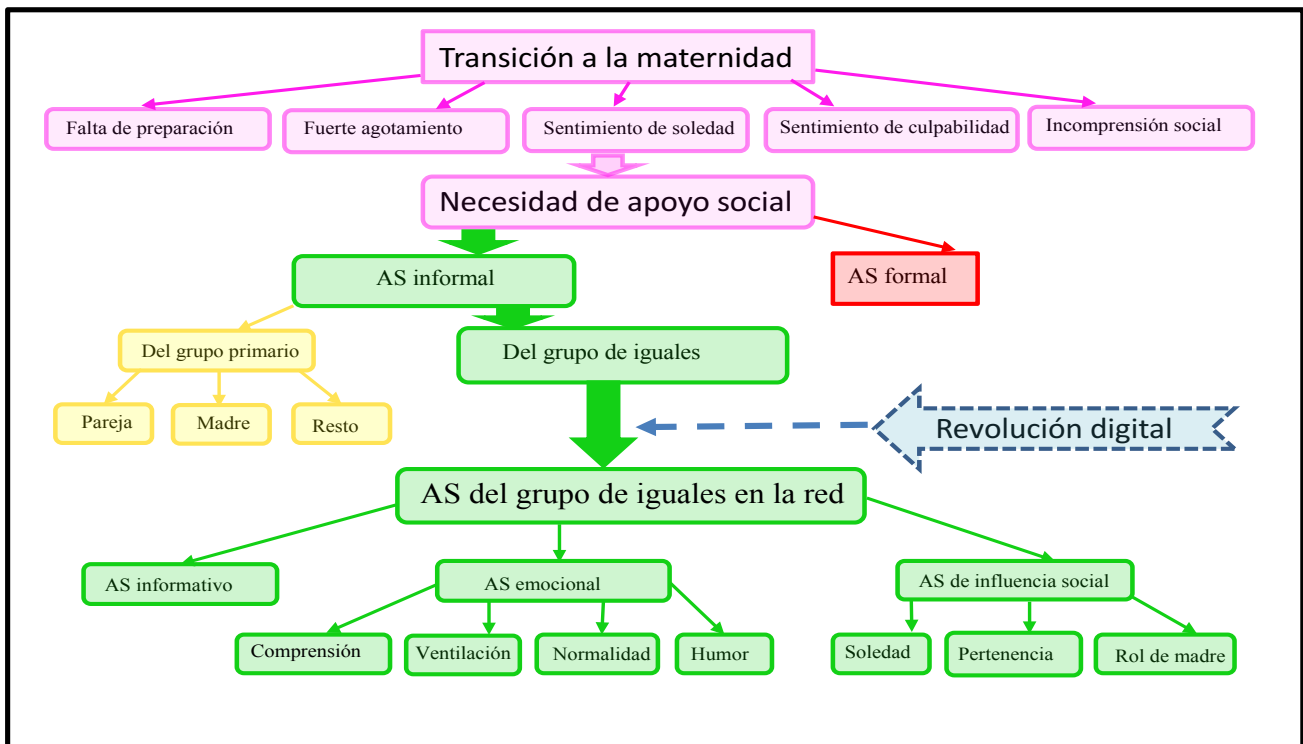 Transición a la maternidad
Falta de preparación
Fuerte agotamiento
Sentimiento de soledad
Sentimiento de culpabilidad
Incomprensión social
Necesidad de apoyo social
AS informal
AS formal
Del grupo primario
Del grupo de iguales
Pareja
Madre
Resto
Revolución digital
AS del grupo de iguales en la red
AS informativo
AS emocional
AS de influencia social
Comprensión
Ventilación
Normalidad
Humor
Soledad
Pertenencia
Rol de madre